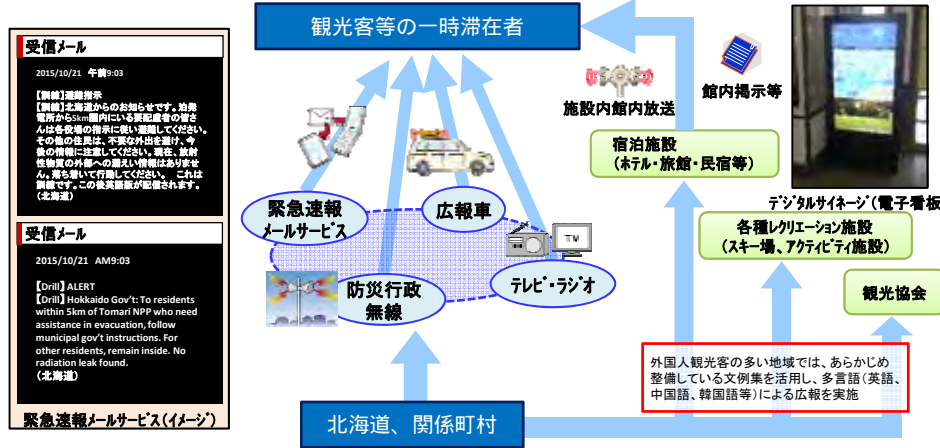 観光客等の一時滞在者
受信メール
2015/10/21 午前9:03
【訓練】避難指示
【訓練】北海道からのお知らせです。泊発
電所から5km圏内にいる要配慮者の皆さ
んは各役場の指示に従い避難してください。
その他の住民は、不要な外出を避け、今
後の情報に注意してください。現在、放射
性物質の外部への漏えい情報はありませ
ん。落ち着いて行動してください。 これは
訓練です。この後英語版が配信されます。
（北海道）
受信メール
2015/10/21 AM9:03
【Drill】ALERT
【Drill】Hokkaido Gov't: To residents
within 5km of Tomari NPP who need
assistance in evacuation, follow
municipal gov't instructions. For
other residents, remain inside. No
radiation leak found.
（北海道）
緊急速報メールサービス（イメージ）
緊急速報
メールサービス
広報車
防災行政
無線
TV
テレビ・ラジオ
施設内館内放送
館内掲示等
宿泊施設
（ホテル・旅館・民宿等）
デジタルサイネージ（電子看板
各種レクリエーション施設
（スキー場、アクティビティ施設）
観光協会
外国人観光客の多い地域では、あらかじめ
整備している文例集を活用し、多言語（英語、
中国語、韓国語等）による広報を実施
北海道、関係町村